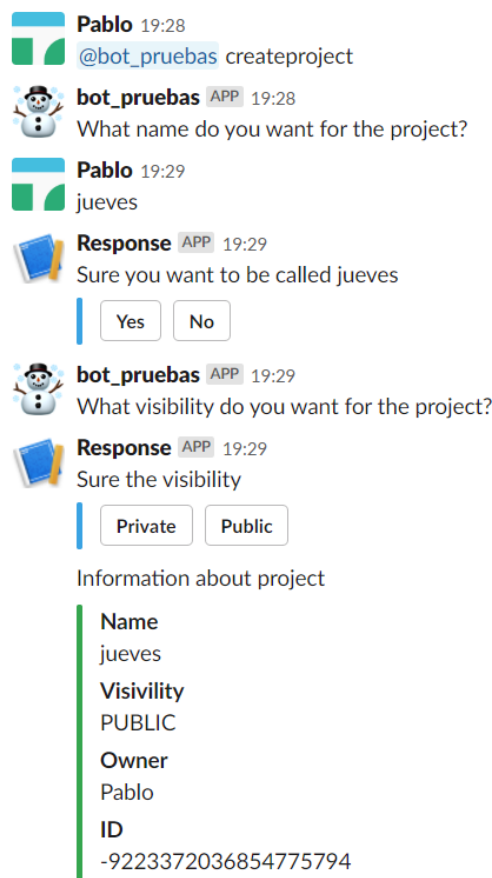 Pablo 19:28
@bot_pruebas createproject
bot_pruebas APP 19:28
What name do you want for the project?
Pablo 19:29
jueves
Response APP 19:29
Sure you want to be called jueves
Yes No
bot_pruebas APP 19:29
What visibility do you want for the project?
Response APP 19:29
Sure the visibility
Private Public
Information about project
Name
jueves
Visivility
PUBLIC
Owner
Pablo
ID
-9223372036854775794